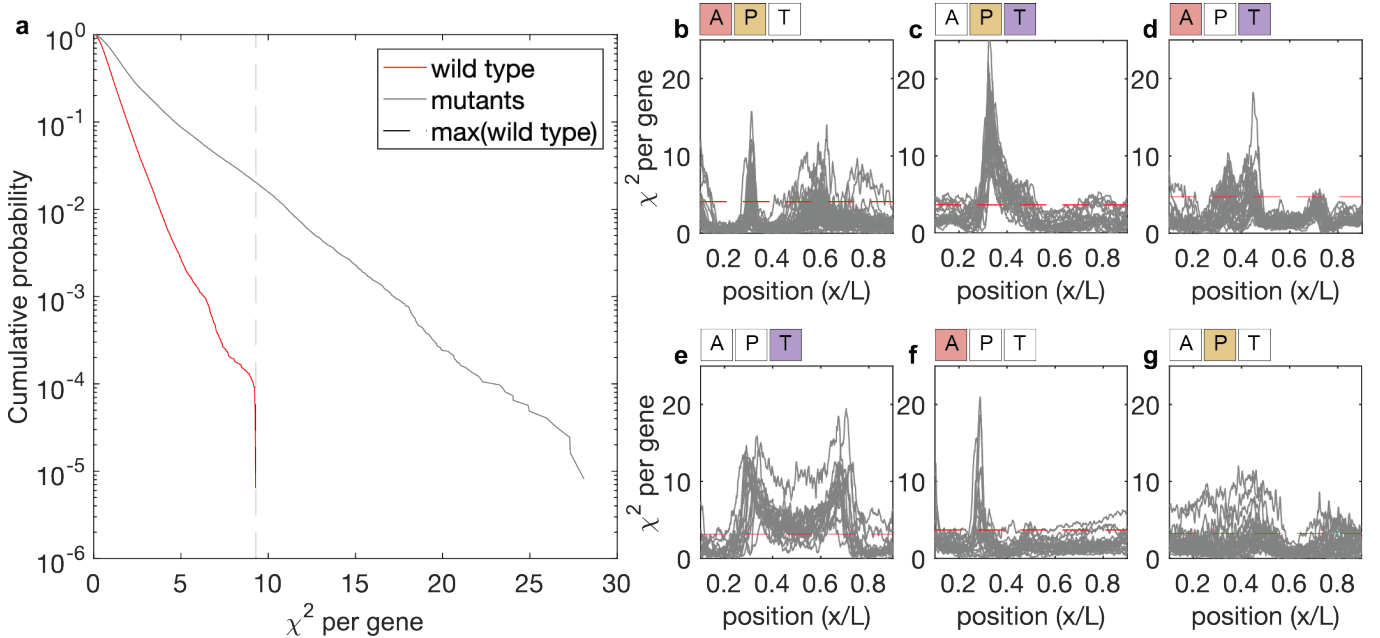 a
Cumulative probability
10^0
10^-1
10^-2
10^-3
10^-4
10^-5
10^-6
0 5 10 15 20 25 30
χ^2 per gene
wild type
mutants
max(wild type)
b
A P T
χ^2 per gene
20
10
0
0.2 0.4 0.6 0.8
position (x/L)
c
A P T
20
10
0
0.2 0.4 0.6 0.8
position (x/L)
d
A P T
20
10
0
0.2 0.4 0.6 0.8
position (x/L)
e
A P T
χ^2 per gene
20
10
0
0.2 0.4 0.6 0.8
position (x/L)
f
A P T
20
10
0
0.2 0.4 0.6 0.8
position (x/L)
g
A P T
20
10
0
0.2 0.4 0.6 0.8
position (x/L)